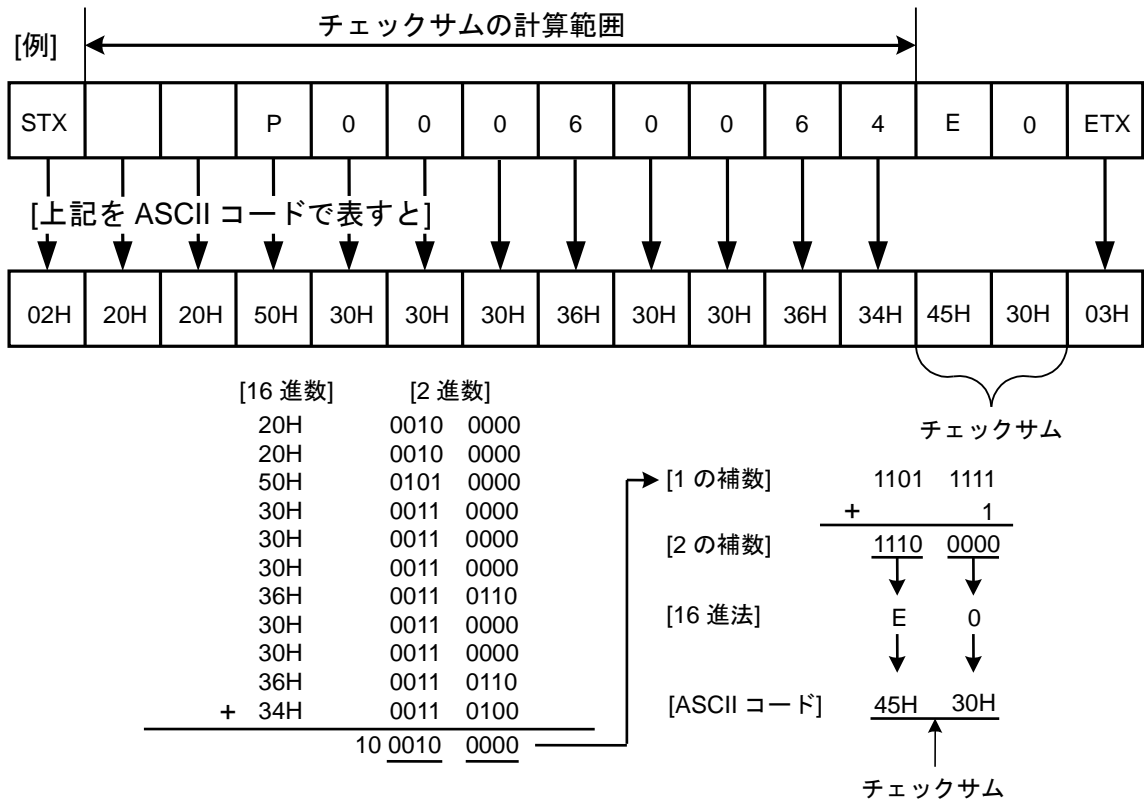 チェックサムの計算範囲
[例]
STX P 0 0 0 6 0 0 6 4 E 0 ETX
[上記を ASCII コードで表すと]
02H 20H 20H 50H 30H 30H 30H 36H 30H 30H 36H 34H 45H 30H 03H
チェックサム
[16 進数] [2 進数]
20H 0010 0000
20H 0010 0000
50H 0101 0000
30H 0011 0000
30H 0011 0000
30H 0011 0000
36H 0011 0110
30H 0011 0000
30H 0011 0000
36H 0011 0110
+ 34H 0011 0100
10 0010 0000
[1 の補数] 1101 1111
+ 1
[2 の補数] 1110 0000
[16 進法] E 0
[ASCII コード] 45H 30H
チェックサム